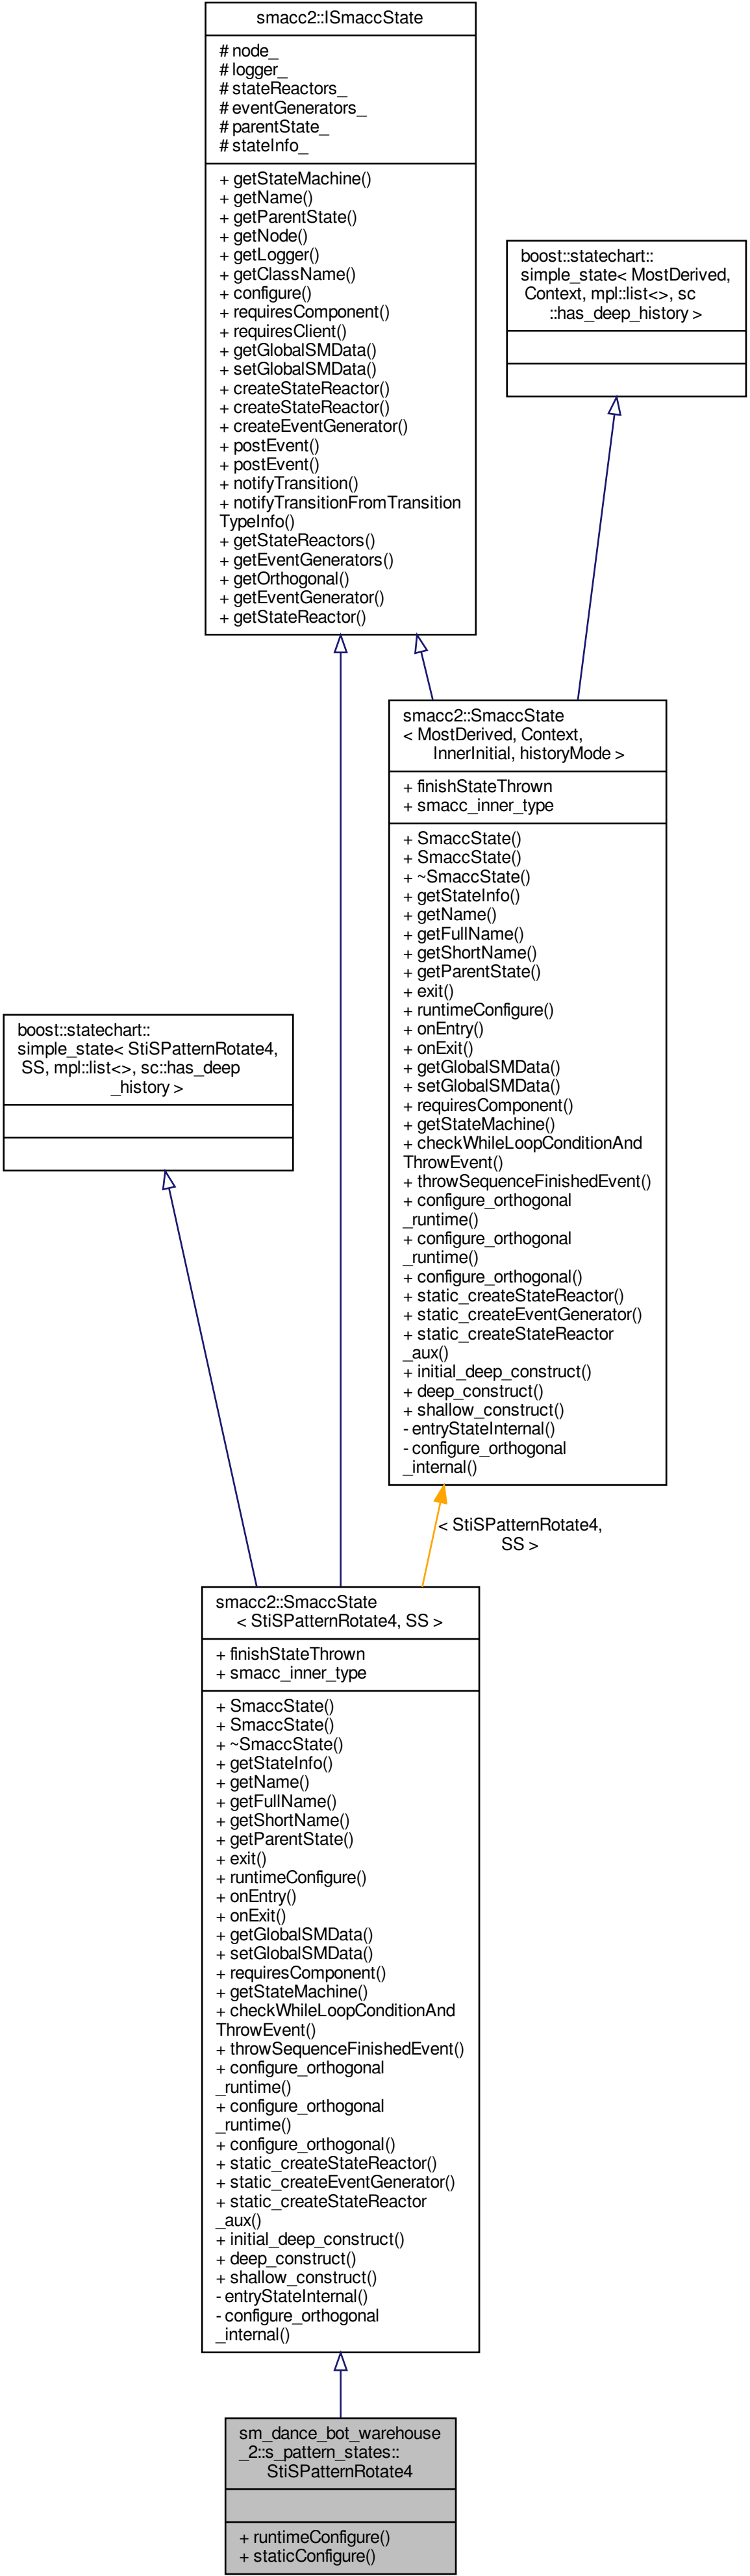 smacc2::ISmaccState
# node_
# logger_
# stateReactors_
# eventGenerators_
# parentState_
# stateInfo_
+ getStateMachine()
+ getName()
+ getParentState()
+ getNode()
+ getLogger()
+ getClassName()
+ configure()
+ requiresComponent()
+ requiresClient()
+ getGlobalSMData()
+ setGlobalSMData()
+ createStateReactor()
+ createStateReactor()
+ createEventGenerator()
+ postEvent()
+ postEvent()
+ notifyTransition()
+ notifyTransitionFromTransition
TypeInfo()
+ getStateReactors()
+ getEventGenerators()
+ getOrthogonal()
+ getEventGenerator()
+ getStateReactor()
boost::statechart::
simple_state< MostDerived,
Context, mpl::list<>, sc
::has_deep_history >
smacc2::SmaccState
< MostDerived, Context,
InnerInitial, historyMode >
+ finishStateThrown
+ smacc_inner_type
+ SmaccState()
+ SmaccState()
+ ~SmaccState()
+ getStateInfo()
+ getName()
+ getFullName()
+ getShortName()
+ getParentState()
+ exit()
+ runtimeConfigure()
+ onEntry()
+ onExit()
+ getGlobalSMData()
+ setGlobalSMData()
+ requiresComponent()
+ getStateMachine()
+ checkWhileLoopConditionAnd
ThrowEvent()
+ throwSequenceFinishedEvent()
+ configure_orthogonal
_runtime()
+ configure_orthogonal
_runtime()
+ configure_orthogonal()
+ static_createStateReactor()
+ static_createEventGenerator()
+ static_createStateReactor
_aux()
+ initial_deep_construct()
+ deep_construct()
+ shallow_construct()
- entryStateInternal()
- configure_orthogonal
_internal()
boost::statechart::
simple_state< StiSPatternRotate4,
SS, mpl::list<>, sc::has_deep
_history >
< StiSPatternRotate4,
SS >
smacc2::SmaccState
< StiSPatternRotate4, SS >
+ finishStateThrown
+ smacc_inner_type
+ SmaccState()
+ SmaccState()
+ ~SmaccState()
+ getStateInfo()
+ getName()
+ getFullName()
+ getShortName()
+ getParentState()
+ exit()
+ runtimeConfigure()
+ onEntry()
+ onExit()
+ getGlobalSMData()
+ setGlobalSMData()
+ requiresComponent()
+ getStateMachine()
+ checkWhileLoopConditionAnd
ThrowEvent()
+ throwSequenceFinishedEvent()
+ configure_orthogonal
_runtime()
+ configure_orthogonal
_runtime()
+ configure_orthogonal()
+ static_createStateReactor()
+ static_createEventGenerator()
+ static_createStateReactor
_aux()
+ initial_deep_construct()
+ deep_construct()
+ shallow_construct()
- entryStateInternal()
- configure_orthogonal
_internal()
sm_dance_bot_warehouse
_2::s_pattern_states::
StiSPatternRotate4
+ runtimeConfigure()
+ staticConfigure()